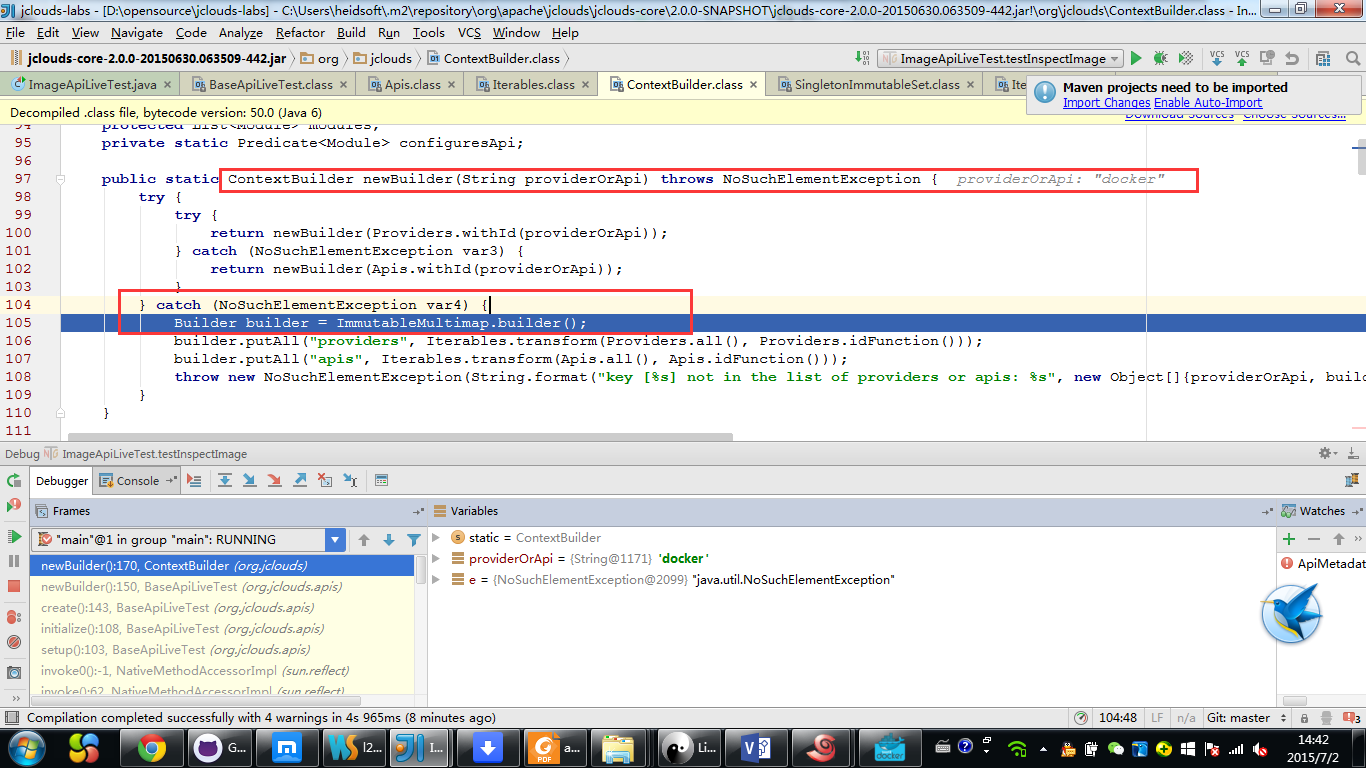 jclouds-labs - [D:\opensource\jclouds-labs] - C:\Users\heidsoft\.m2\repository\org\apache\jclouds\jclouds-core\2.0.0-SNAPSHOT\jclouds-core-2.0.0-20150630.063509-442.jar!\org\jclouds\ContextBuilder.class - In...
File Edit View Navigate Code Analyze Refactor Build Run Tools VCS Window Help
jclouds-core-2.0.0-20150630.063509-442.jar org jclouds ContextBuilder.class ImageApiLiveTest.testInspectImage VCS VCS
ImageApiLiveTest.java BaseApiLiveTest.class Apis.class Iterables.class ContextBuilder.class SingletonImmutableSet.class Ite
Maven projects need to be imported
Import Changes Enable Auto-Import
Decompiled .class file, bytecode version: 50.0 (Java 6) Download Sources Choose Sources...
94 protected List<Module> modules;
95 private static Predicate<Module> configuresApi;
96
97 public static ContextBuilder newBuilder(String providerOrApi) throws NoSuchElementException { providerOrApi: "docker"
98 try {
99 try {
100 return newBuilder(Providers.withId(providerOrApi));
101 } catch (NoSuchElementException var3) {
102 return newBuilder(Apis.withId(providerOrApi));
103 }
104 } catch (NoSuchElementException var4) {
105 Builder builder = ImmutableMultimap.builder();
106 builder.putAll("providers", Iterables.transform(Providers.all(), Providers.idFunction()));
107 builder.putAll("apis", Iterables.transform(Apis.all(), Apis.idFunction()));
108 throw new NoSuchElementException(String.format("key [%s] not in the list of providers or apis: %s", new Object[]{providerOrApi, buil
109 }
110 }
111
Debug ImageApiLiveTest.testInspectImage
Debugger Console
Frames Variables Watches
"main"@1 in group "main": RUNNING
newBuilder():170, ContextBuilder (org.jclouds)
newBuilder():150, BaseApiLiveTest (org.jclouds.apis)
create():143, BaseApiLiveTest (org.jclouds.apis)
initialize():108, BaseApiLiveTest (org.jclouds.apis)
setup():103, BaseApiLiveTest (org.jclouds.apis)
invoke0():-1, NativeMethodAccessorImpl (sun.reflect)
invoke():62, NativeMethodAccessorImpl (sun.reflect)
static = ContextBuilder
providerOrApi = {String@1171} "docker"
e = {NoSuchElementException@2099} "java.util.NoSuchElementException"
ApiMetadat
Compilation completed successfully with 4 warnings in 4s 965ms (8 minutes ago) 104:48 LF n/a Git: master 3
G... I2... I... a... Li...
14:42
2015/7/2